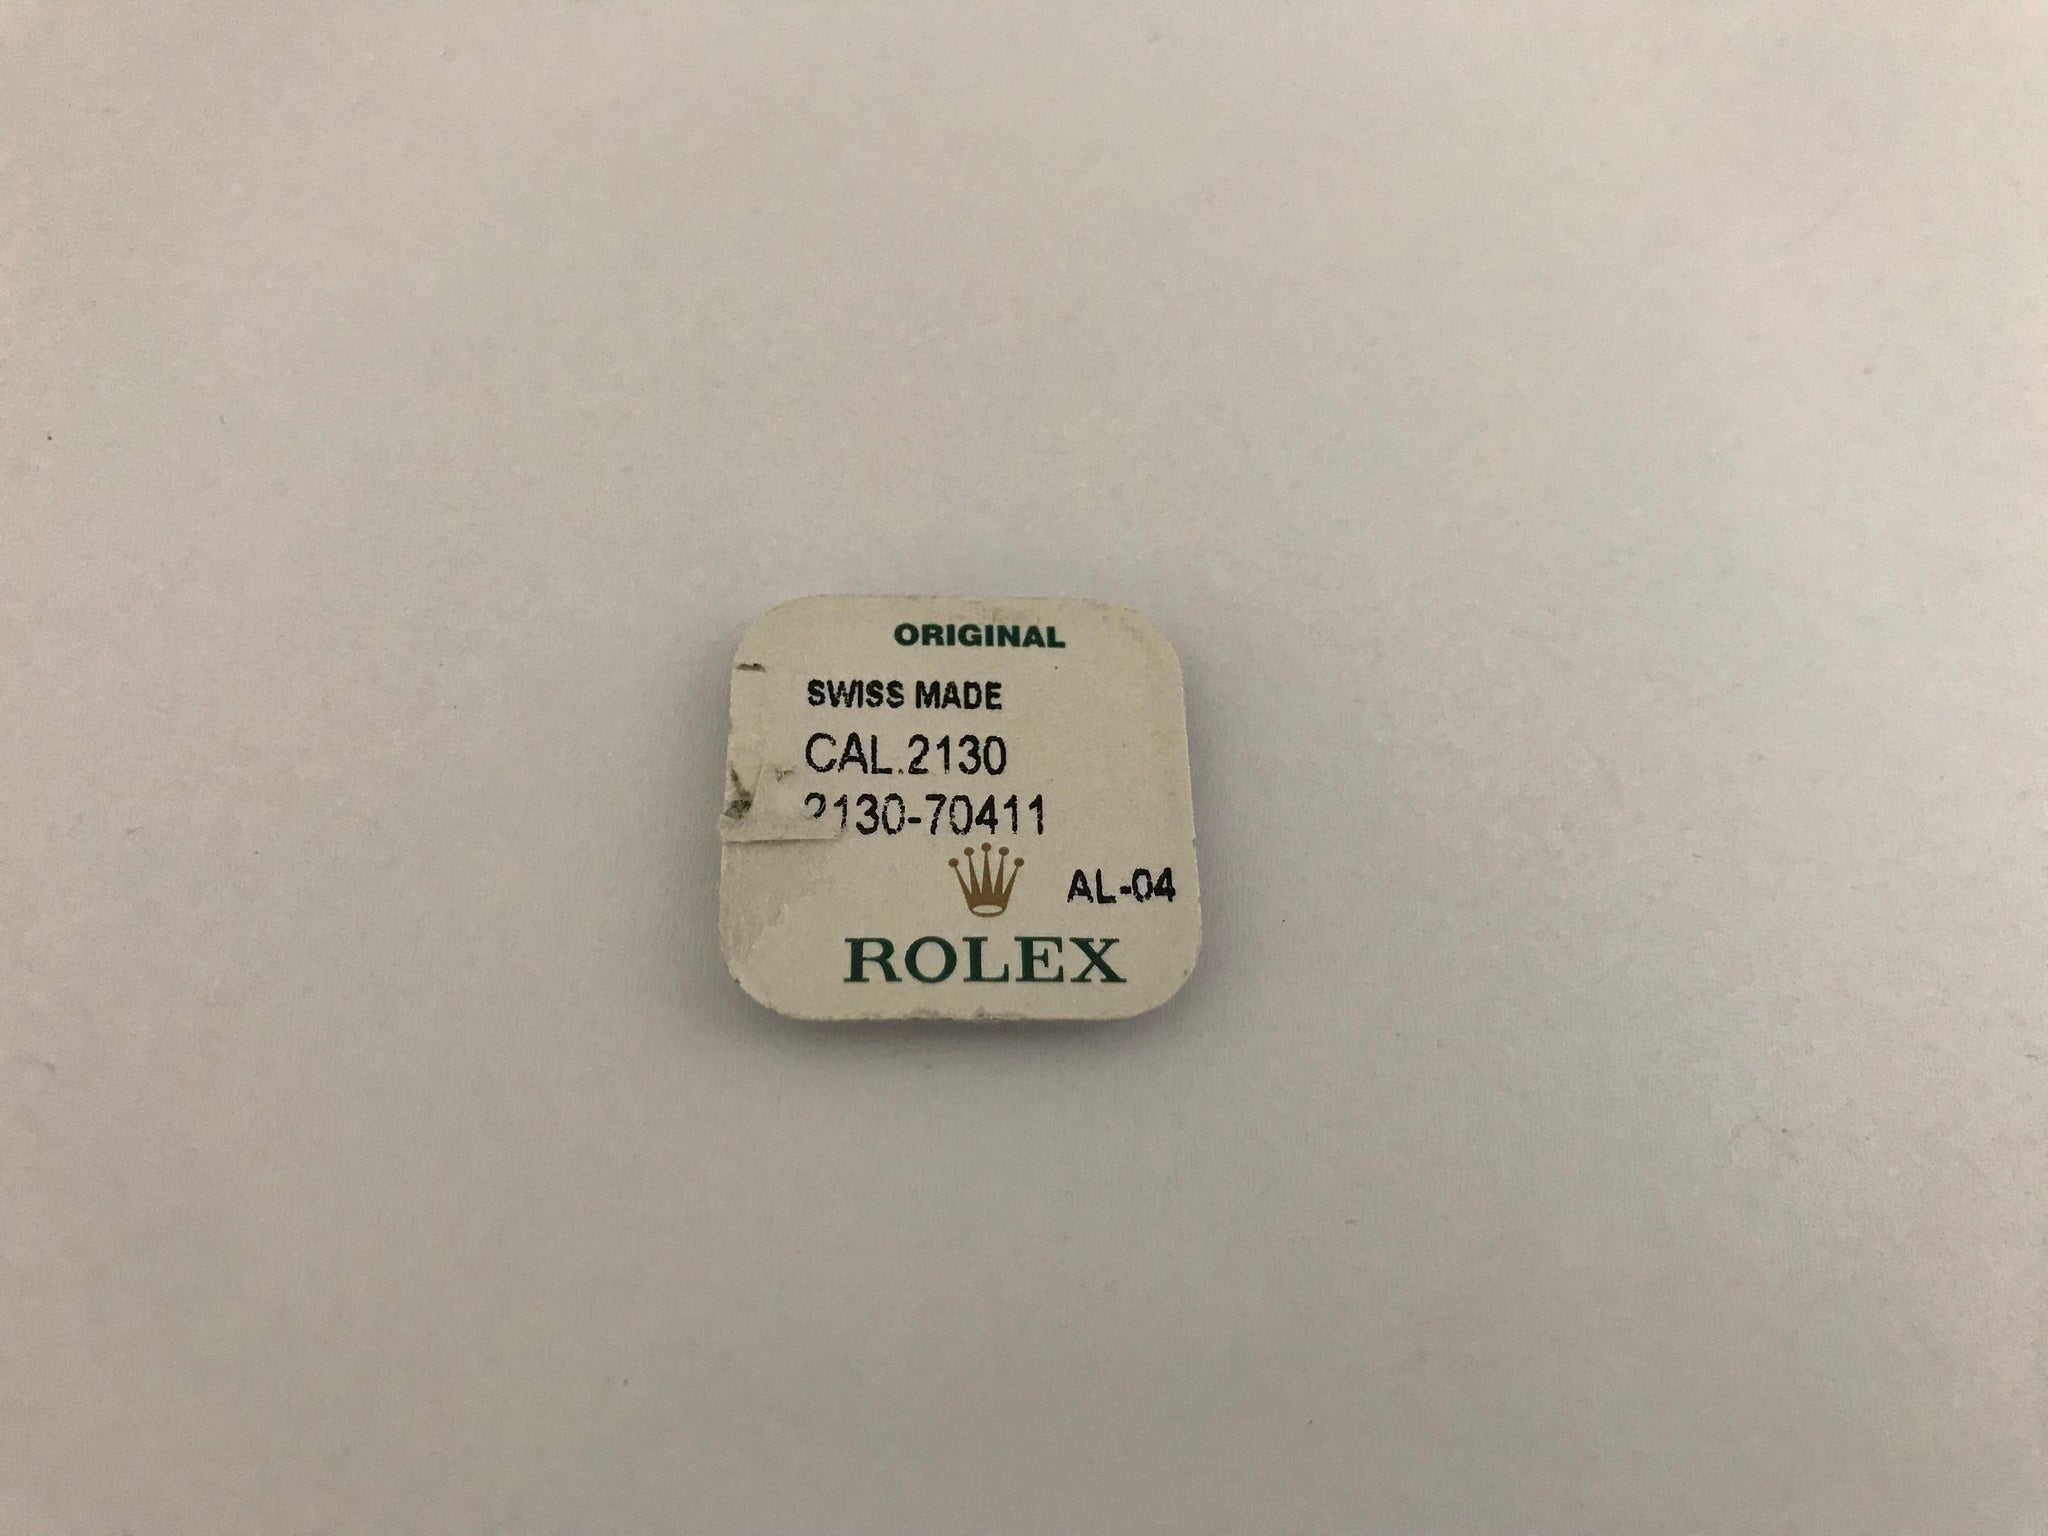 ORIGINAL
SWISS MADE
CAL.2130
2130-70411
AL-04
ROLEX